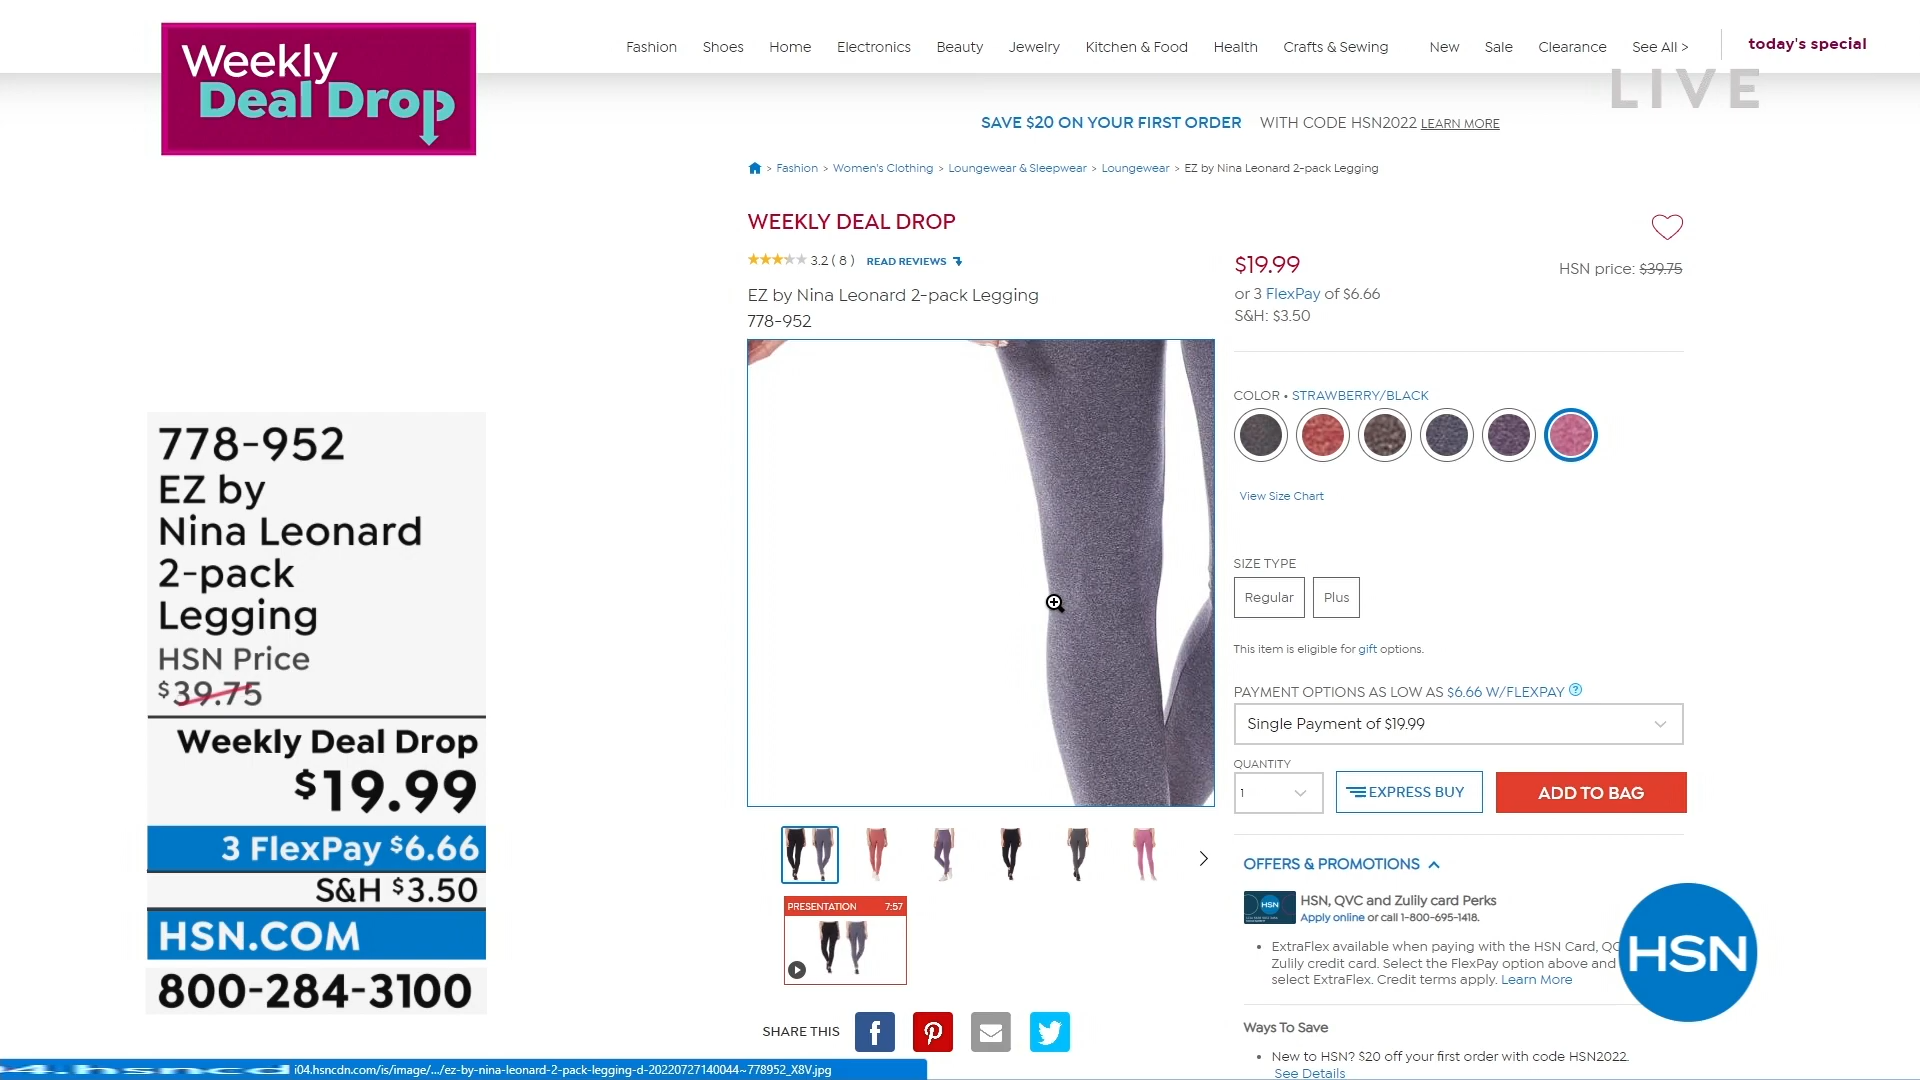 Weekly
Deal Drop
Fashion Shoes Home Electronics Beauty Jewelry Kitchen & Food Health Crafts & Sewing New Sale Clearance See All > today's special
LIVE
SAVE $20 ON YOUR FIRST ORDER WITH CODE HSN2022 LEARN MORE
> Fashion > Women's Clothing > Loungewear & Sleepwear > Loungewear > EZ by Nina Leonard 2-pack Legging
WEEKLY DEAL DROP
3.2 ( 8 ) READ REVIEWS
EZ by Nina Leonard 2-pack Legging
778-952
$19.99
HSN price: $39.75
or 3 FlexPay of $6.66
S&H: $3.50
COLOR • STRAWBERRY/BLACK
View Size Chart
SIZE TYPE
Regular Plus
This item is eligible for gift options.
PAYMENT OPTIONS AS LOW AS $6.66 W/FLEXPAY ?
Single Payment of $19.99
QUANTITY
1
EXPRESS BUY
ADD TO BAG
OFFERS & PROMOTIONS
HSN
HSN, QVC and Zulily card Perks
Apply online or call 1-800-695-1418.
• ExtraFlex available when paying with the HSN Card, QC
Zulily credit card. Select the FlexPay option above and
select ExtraFlex. Credit terms apply. Learn More
Ways To Save
• New to HSN? $20 off your first order with code HSN2022.
See Details
HSN
PRESENTATION 7:57
SHARE THIS
778-952
EZ by
Nina Leonard
2-pack
Legging
HSN Price
$39.75
Weekly Deal Drop
$19.99
3 FlexPay $6.66
S&H $3.50
HSN.COM
800-284-3100
i04.hsncdn.com/is/image/.../ez-by-nina-leonard-2-pack-legging-d-20220727140044~778952_X8V.jpg